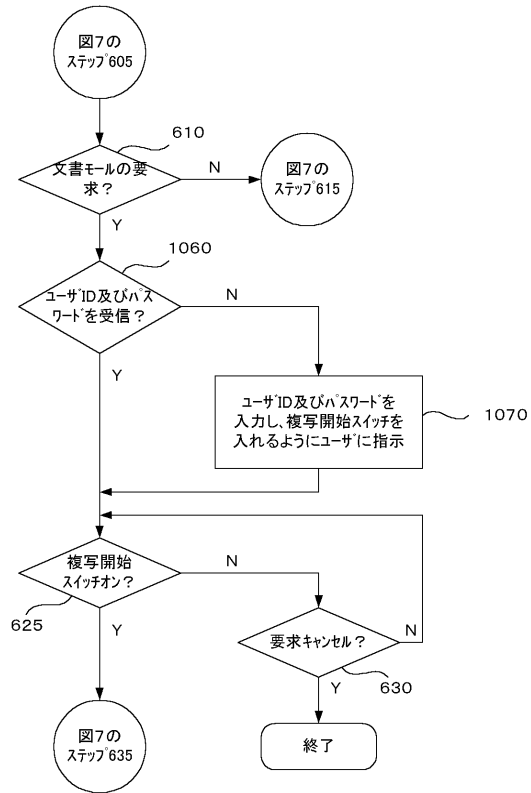 図7の
ステップ605
610
文書モールの要
求？
N
図7の
ステップ615
Y
1060
ユーザID及びパス
ワードを受信？
N
Y
ユーザID及びパスワードを
入力し、複写開始スイッチを
入れるようにユーザに指示
1070
複写開始
スイッチオン？
N
625
Y
要求キャンセル？
N
630
Y
図7の
ステップ635
終了